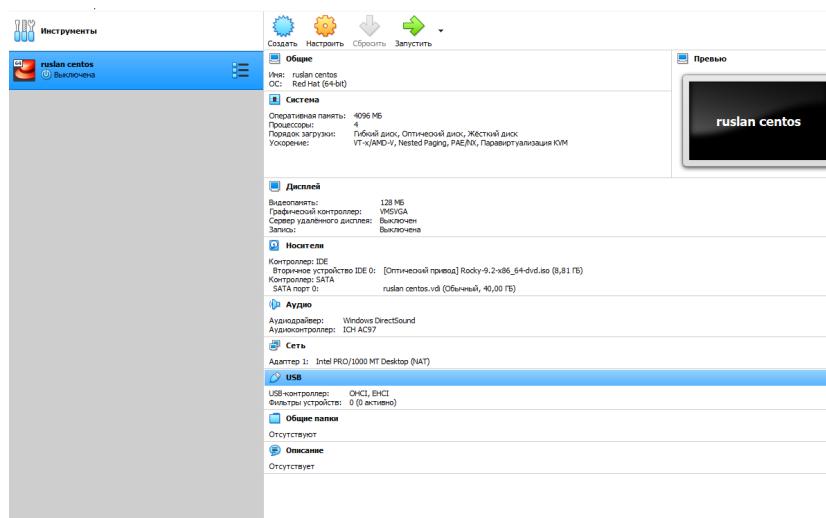 Инструменты
Создать Настроить Сбросить Запустить
64
ruslan centos
Выключена
Общие
Имя: ruslan centos
ОС: Red Hat (64-bit)
Превью
ruslan centos
Система
Оперативная память: 4096 МБ
Процессоры: 4
Порядок загрузки: Гибкий диск, Оптический диск, Жёсткий диск
Ускорение: VT-x/AMD-V, Nested Paging, PAE/NX, Паравиртуализация KVM
Дисплей
Видеопамять: 128 МБ
Графический контроллер: VMSVGA
Сервер удалённого дисплея: Выключен
Запись: Выключена
Носители
Контроллер: IDE
Вторичное устройство IDE 0: [Оптический привод] Rocky-9.2-x86_64-dvd.iso (8,81 ГБ)
Контроллер: SATA
SATA порт 0: ruslan centos.vdi (Обычный, 40,00 ГБ)
Аудио
Аудиодрайвер: Windows DirectSound
Аудиоконтроллер: ICH AC97
Сеть
Адаптер 1: Intel PRO/1000 MT Desktop (NAT)
USB
USB-контроллер: OHCI, EHCI
Фильтры устройств: 0 (0 активно)
Общие папки
Отсутствуют
Описание
Отсутствует